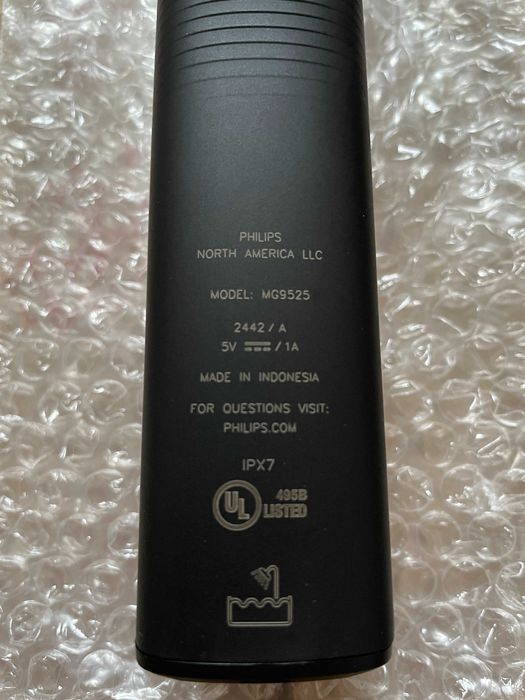 PHILIPS
NORTH AMERICA LLC
MODEL: MG9525
2442 / A
5V ⎓ / 1A
MADE IN INDONESIA
FOR QUESTIONS VISIT:
PHILIPS.COM
IPX7
UL 495B
LISTED